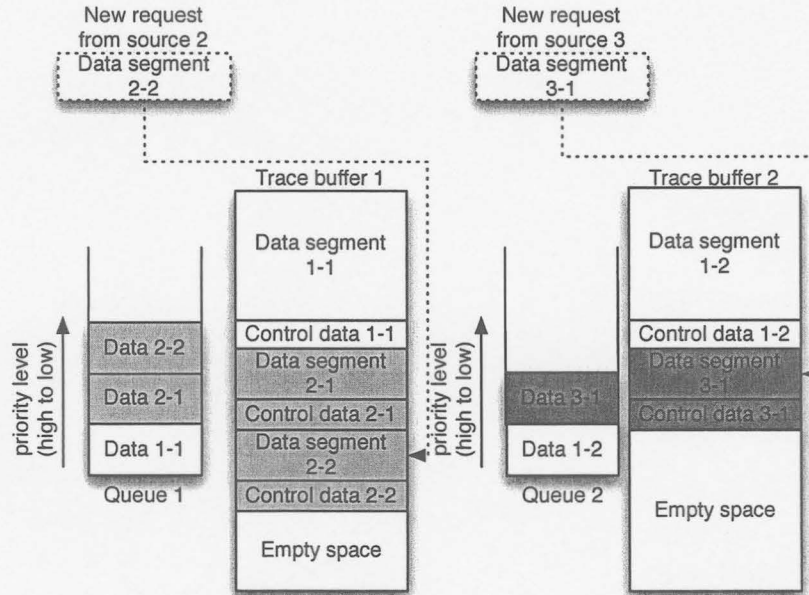 New request
from source 2
Data segment
2-2
New request
from source 3
Data segment
3-1
Trace buffer 1
Data segment
1-1
Control data 1-1
Data segment
2-1
Control data 2-1
Data segment
2-2
Control data 2-2
Empty space
priority level
(high to low)
Data 2-2
Data 2-1
Data 1-1
Queue 1
Trace buffer 2
Data segment
1-2
Control data 1-2
Data segment
3-1
Control data 3-1
Empty space
priority level
(high to low)
Data 3-1
Data 1-2
Queue 2